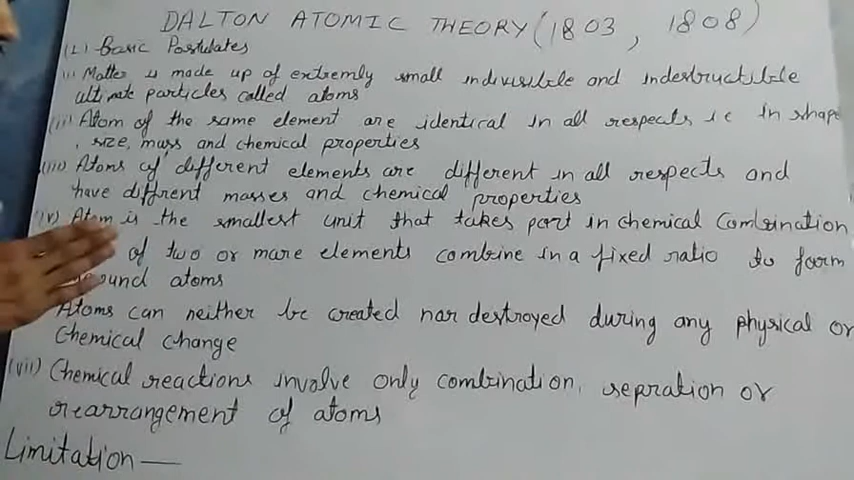 DALTON ATOMIC THEORY (1803, 1808)
(1) Basic Postulates
(i) Matter is made up of extremly small indivisible and indestructible
ultimate particles called atoms
(ii) Atom of the same element are identical in all respects i.e in shape
, size, mass and chemical properties
(iii) Atoms of different elements are different in all respects and
have diffrent masses and chemical properties
(iv) Atom is the smallest unit that takes part in chemical Combination
of two or more elements combine in a fixed ratio to form
atoms
Atoms can neither be created nor destroyed during any physical or
Chemical change
(vii) Chemical reactions involve only combination, sepration or
rearrangement of atoms
Limitation —